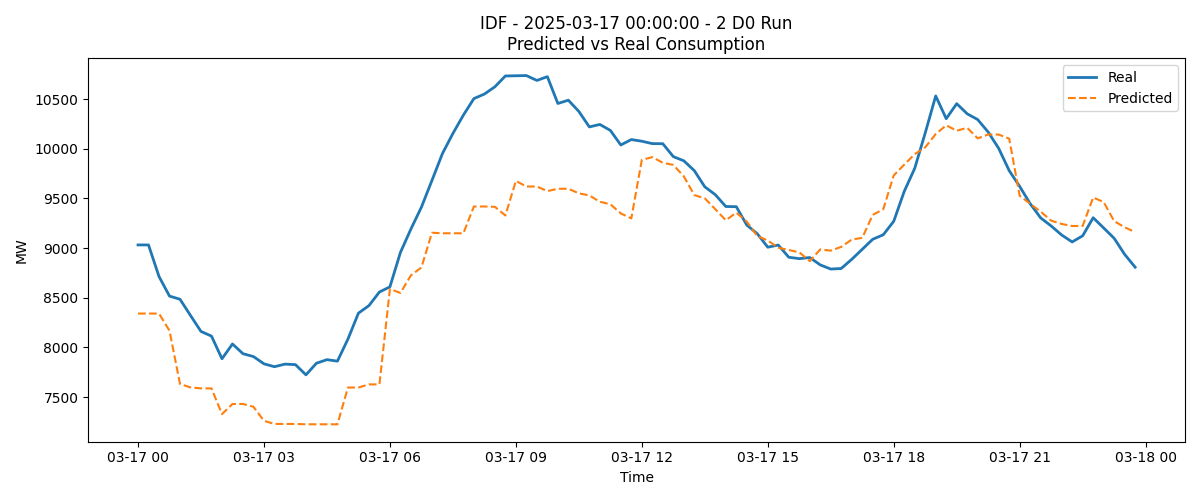 IDF - 2025-03-17 00:00:00 - 2 D0 Run
Predicted vs Real Consumption
Real
Predicted
MW
10500
10000
9500
9000
8500
8000
7500
03-17 00
03-17 03
03-17 06
03-17 09
03-17 12
03-17 15
03-17 18
03-17 21
03-18 00
Time